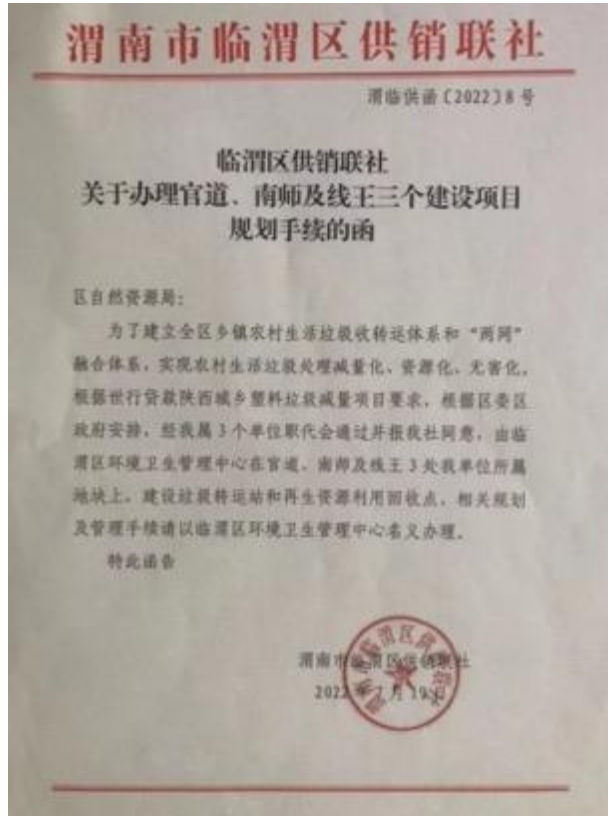 渭南市临渭区供销联社
渭临供函〔2022〕8号
临渭区供销联社
关于办理官道、南师及线王三个建设项目
规划手续的函
区自然资源局：
为了建立全区乡镇农村生活垃圾收转运体系和“两网”
融合体系，实现农村生活垃圾处理减量化、资源化、无害化，
根据世行贷款陕西城乡塑料垃圾减量项目要求，根据区委区
政府安排，经我属3个单位职代会通过并报我社同意，由临
渭区环境卫生管理中心在官道、南师及线王3处我单位所属
地块上，建设垃圾转运站和再生资源利用回收点，相关规划
及管理手续请以临渭区环境卫生管理中心名义办理。
特此函告
渭南市临渭区供销联社
2022年7月19日